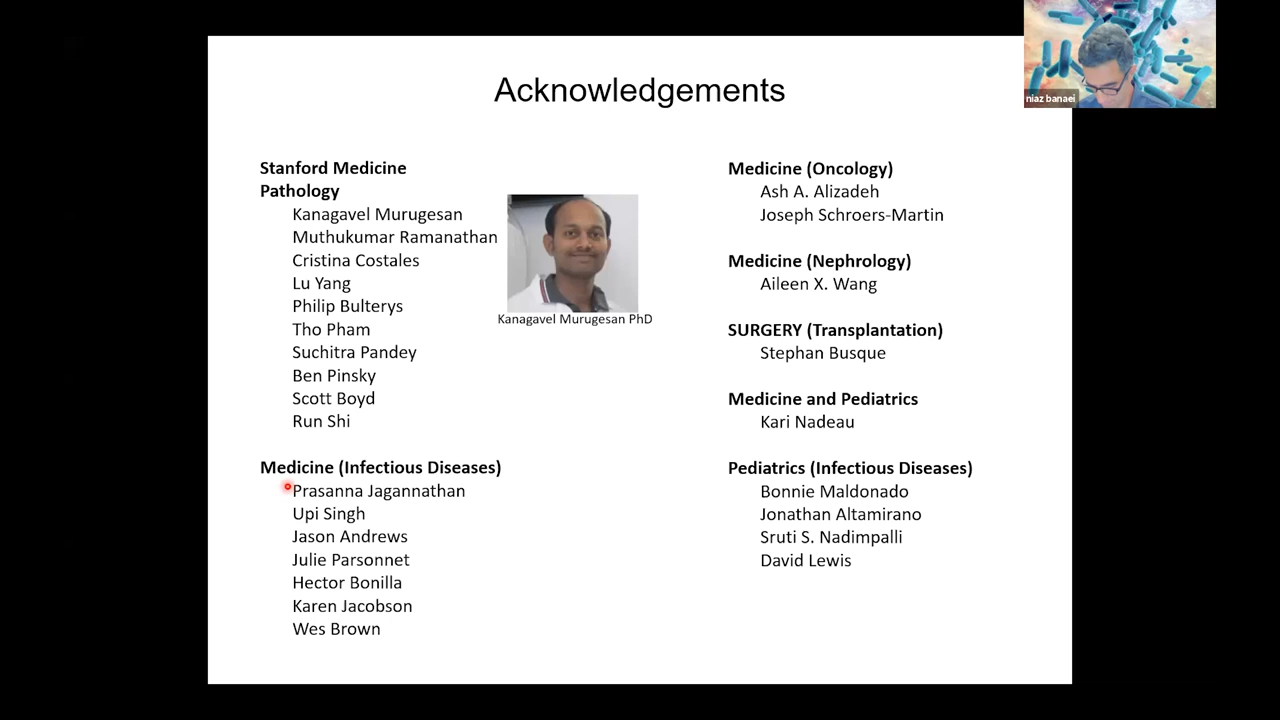 Acknowledgements
Stanford Medicine
Pathology
Kanagavel Murugesan
Muthukumar Ramanathan
Cristina Costales
Lu Yang
Philip Bulterys
Tho Pham
Suchitra Pandey
Ben Pinsky
Scott Boyd
Run Shi
Medicine (Infectious Diseases)
Prasanna Jagannathan
Upi Singh
Jason Andrews
Julie Parsonnet
Hector Bonilla
Karen Jacobson
Wes Brown
Kanagavel Murugesan PhD
Medicine (Oncology)
Ash A. Alizadeh
Joseph Schroers-Martin
Medicine (Nephrology)
Aileen X. Wang
SURGERY (Transplantation)
Stephan Busque
Medicine and Pediatrics
Kari Nadeau
Pediatrics (Infectious Diseases)
Bonnie Maldonado
Jonathan Altamirano
Sruti S. Nadimpalli
David Lewis
niaz banaei